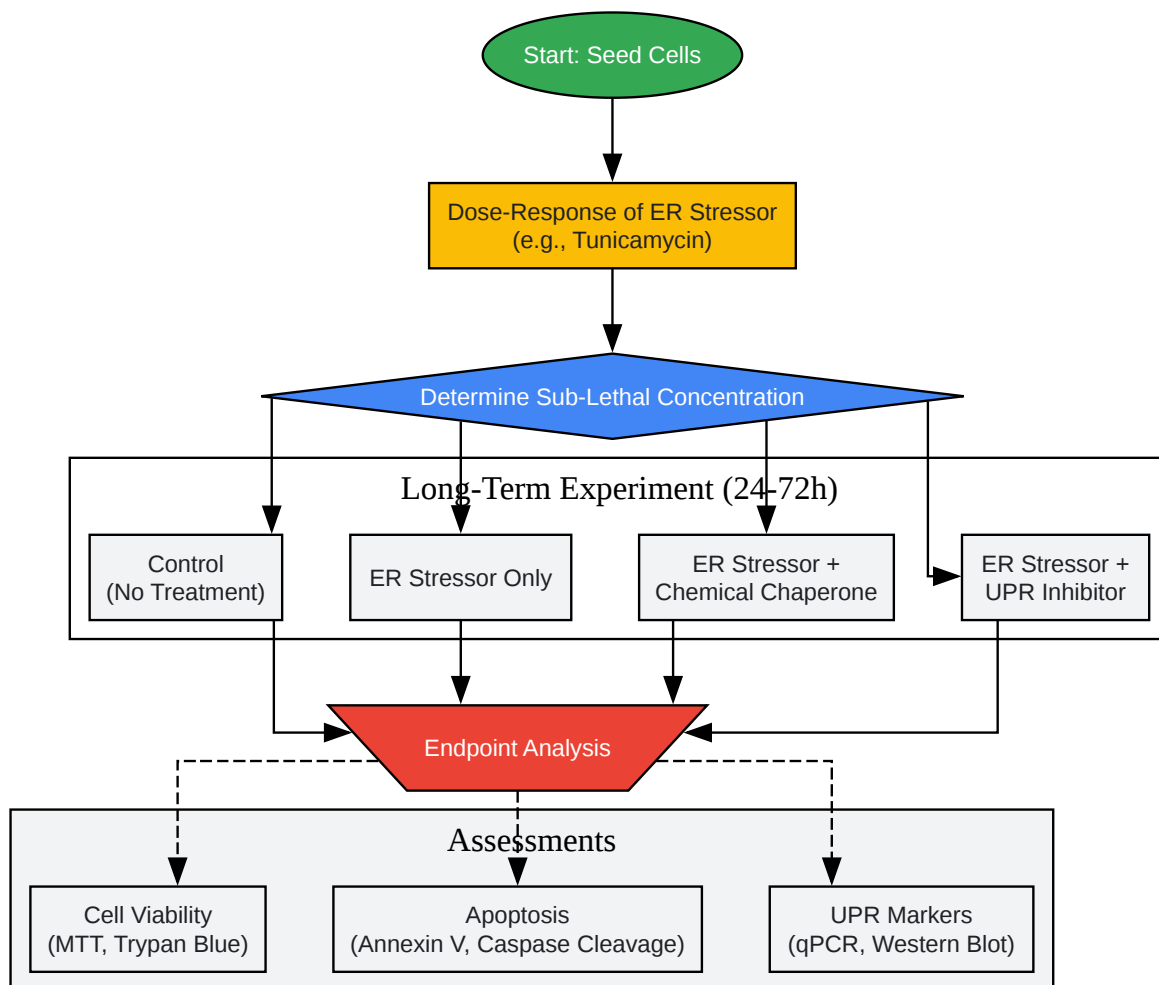 Start: Seed Cells
Dose-Response of ER Stressor
(e.g., Tunicamycin)
Determine Sub-Lethal Concentration
Long-Term Experiment (24-72h)
Control
(No Treatment)
ER Stressor Only
ER Stressor +
Chemical Chaperone
ER Stressor +
UPR Inhibitor
Endpoint Analysis
Assessments
Cell Viability
(MTT, Trypan Blue)
Apoptosis
(Annexin V, Caspase Cleavage)
UPR Markers
(qPCR, Western Blot)